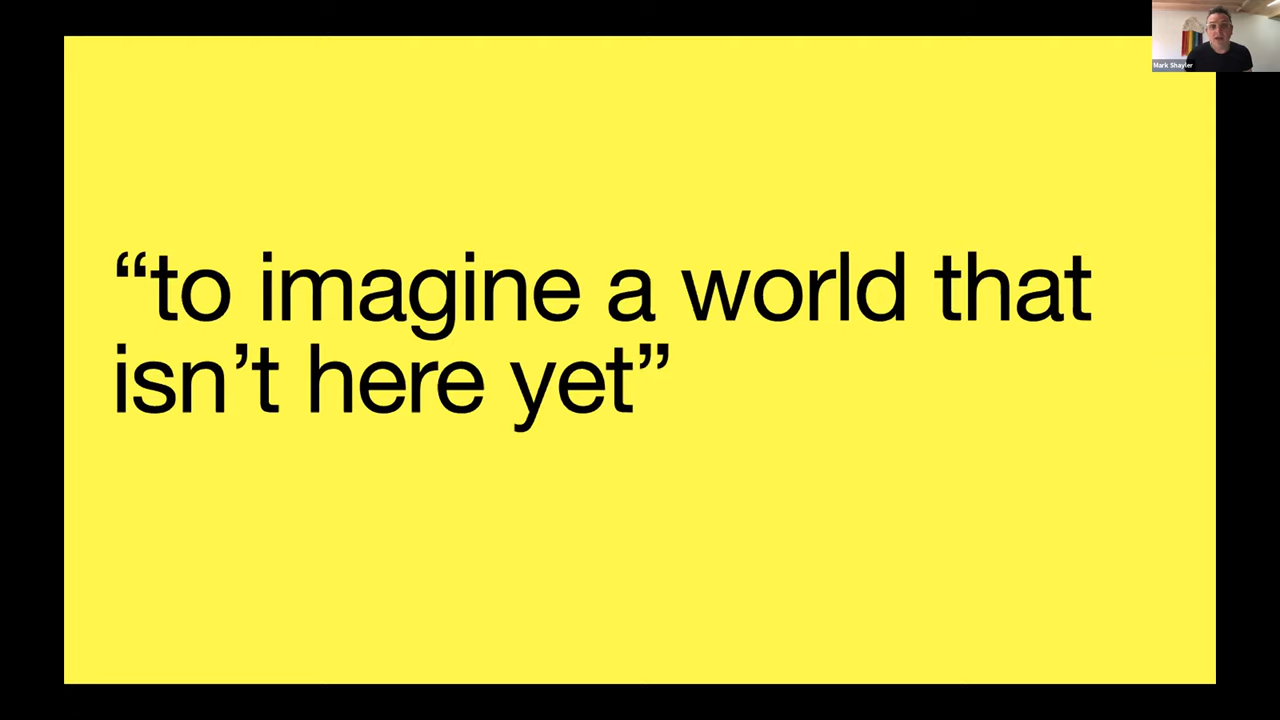 Mark Shayler
“to imagine a world that
isn’t here yet”